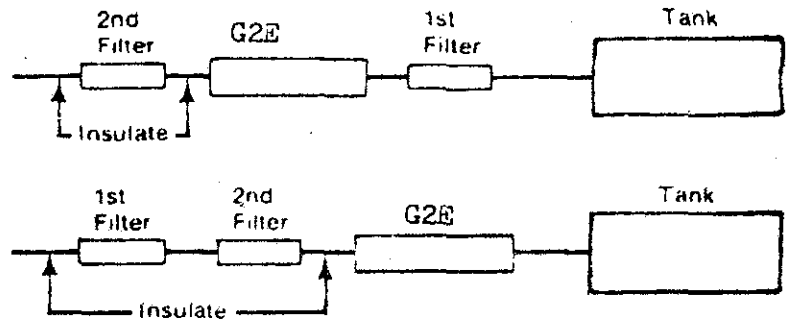 2nd
Filter
G2E
1st
Filter
Tank
Insulate
1st
Filter
2nd
Filter
G2E
Tank
Insulate